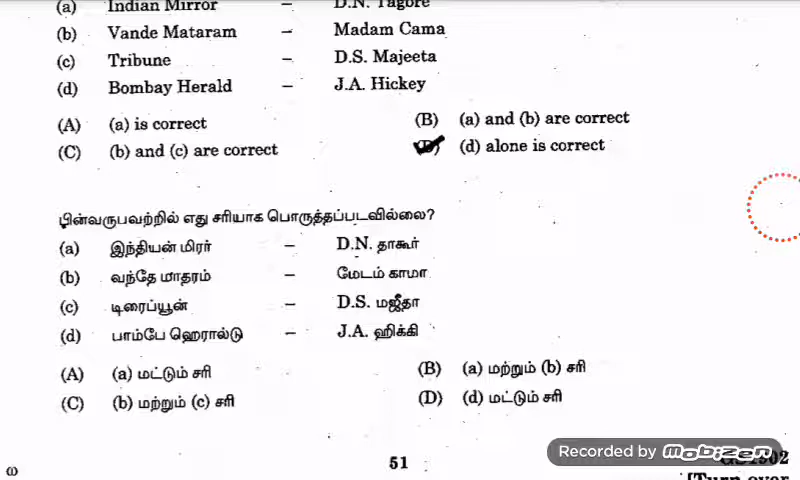 (a) Indian Mirror – D.N. Tagore
(b) Vande Mataram – Madam Cama
(c) Tribune – D.S. Majeeta
(d) Bombay Herald – J.A. Hickey
(A) (a) is correct (B) (a) and (b) are correct
(C) (b) and (c) are correct (D) (d) alone is correct
பின்வருபவற்றில் எது சரியாக பொருத்தப்படவில்லை?
(a) இந்தியன் மிரர் – D.N. தாகூர்
(b) வந்தே மாதரம் – மேடம் காமா
(c) டிரைப்யூன் – D.S. மஜீதா
(d) பாம்பே ஹெரால்டு – J.A. ஹிக்கி
(A) (a) மட்டும் சரி (B) (a) மற்றும் (b) சரி
(C) (b) மற்றும் (c) சரி (D) (d) மட்டும் சரி
Recorded by mobizen
ω 51
[Turn over